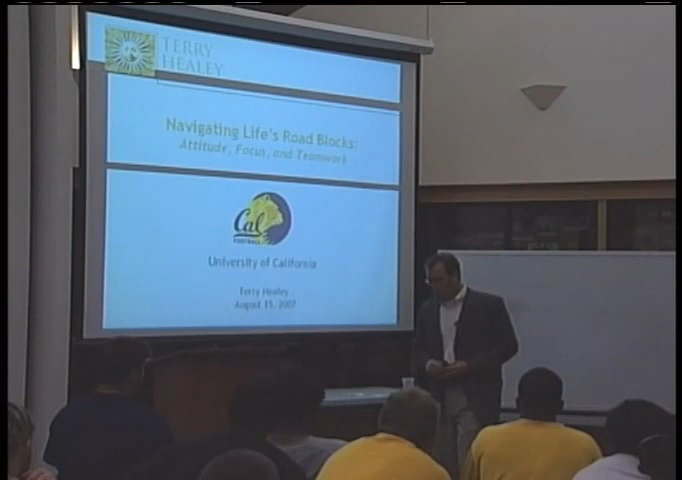 TERRY
HEALEY
Navigating Life's Road Blocks:
Attitude, Focus, and Teamwork
Cal
FOOTBALL
University of California
Terry Healey
August 15, 2007